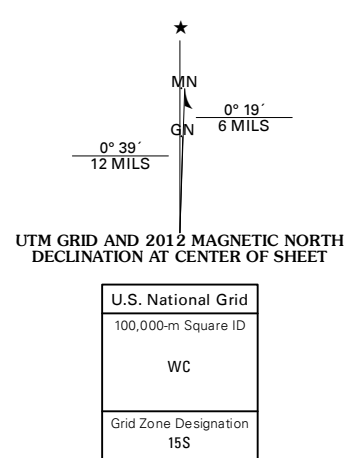 ★
MN
0° 19´
6 MILS
GN
0° 39´
12 MILS
UTM GRID AND 2012 MAGNETIC NORTH
DECLINATION AT CENTER OF SHEET
U.S. National Grid
100,000-m Square ID
WC
Grid Zone Designation
15S